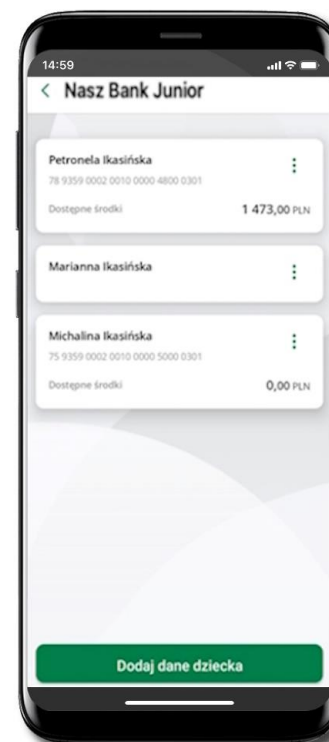 14:59
Nasz Bank Junior
Petronela Ikasińska
78 9359 0002 0010 0000 4800 0301
Dostępne środki 1 473,00 PLN
Marianna Ikasińska
Michalina Ikasińska
75 9359 0002 0010 0000 5000 0301
Dostępne środki 0,00 PLN
Dodaj dane dziecka